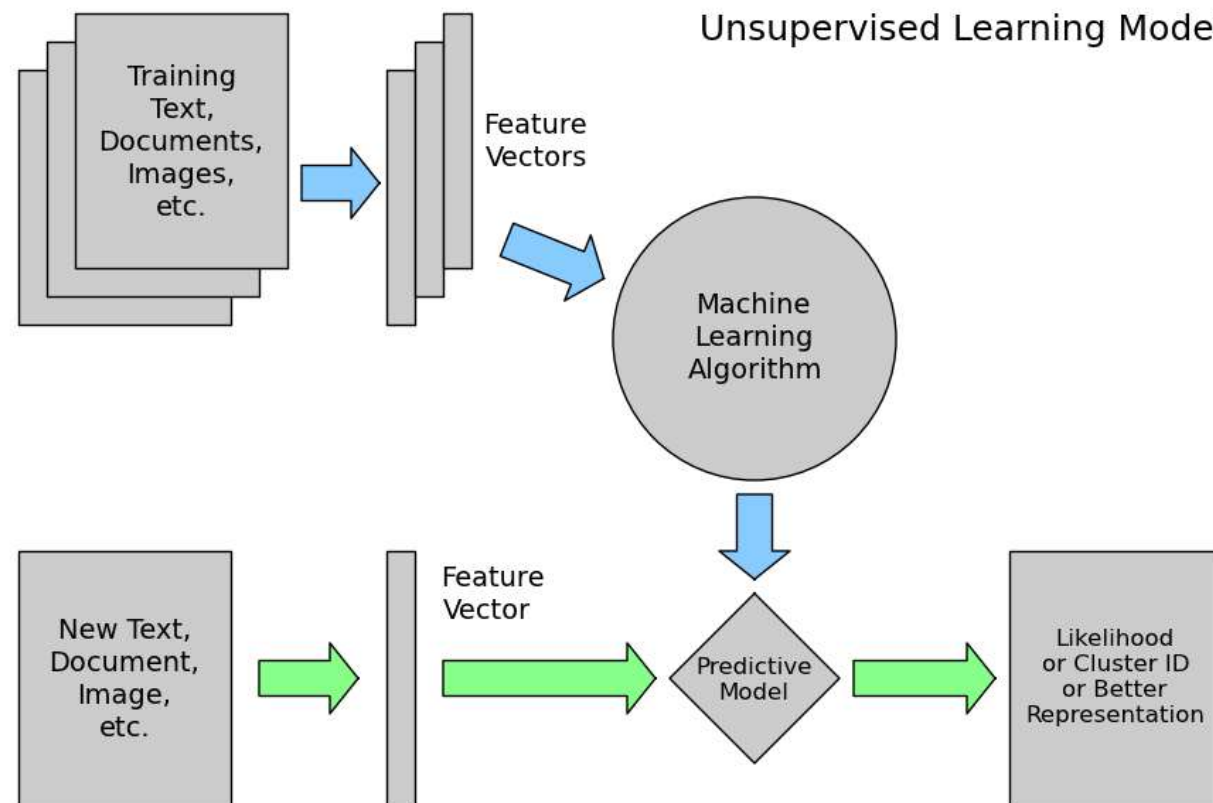 Unsupervised Learning Mode
Training
Text,
Documents,
Images,
etc.
Feature
Vectors
Machine
Learning
Algorithm
New Text,
Document,
Image,
etc.
Feature
Vector
Predictive
Model
Likelihood
or Cluster ID
or Better
Representation